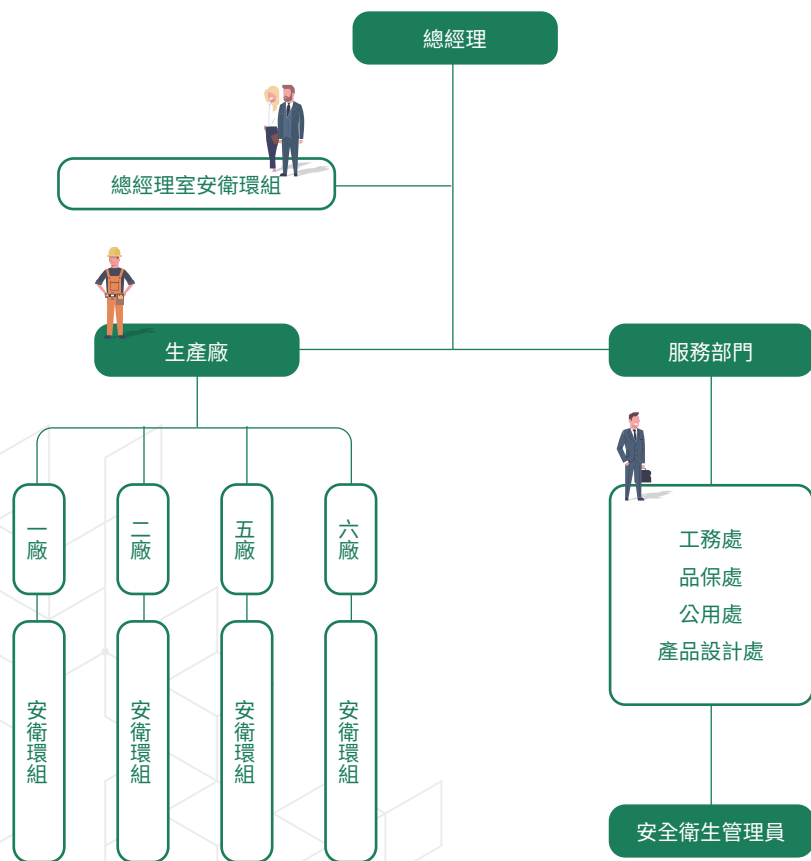 總經理
總經理室安衛環組
生產廠
服務部門
一廠
二廠
五廠
六廠
工務處
品保處
公用處
產品設計處
安衛環組
安衛環組
安衛環組
安衛環組
安全衛生管理員